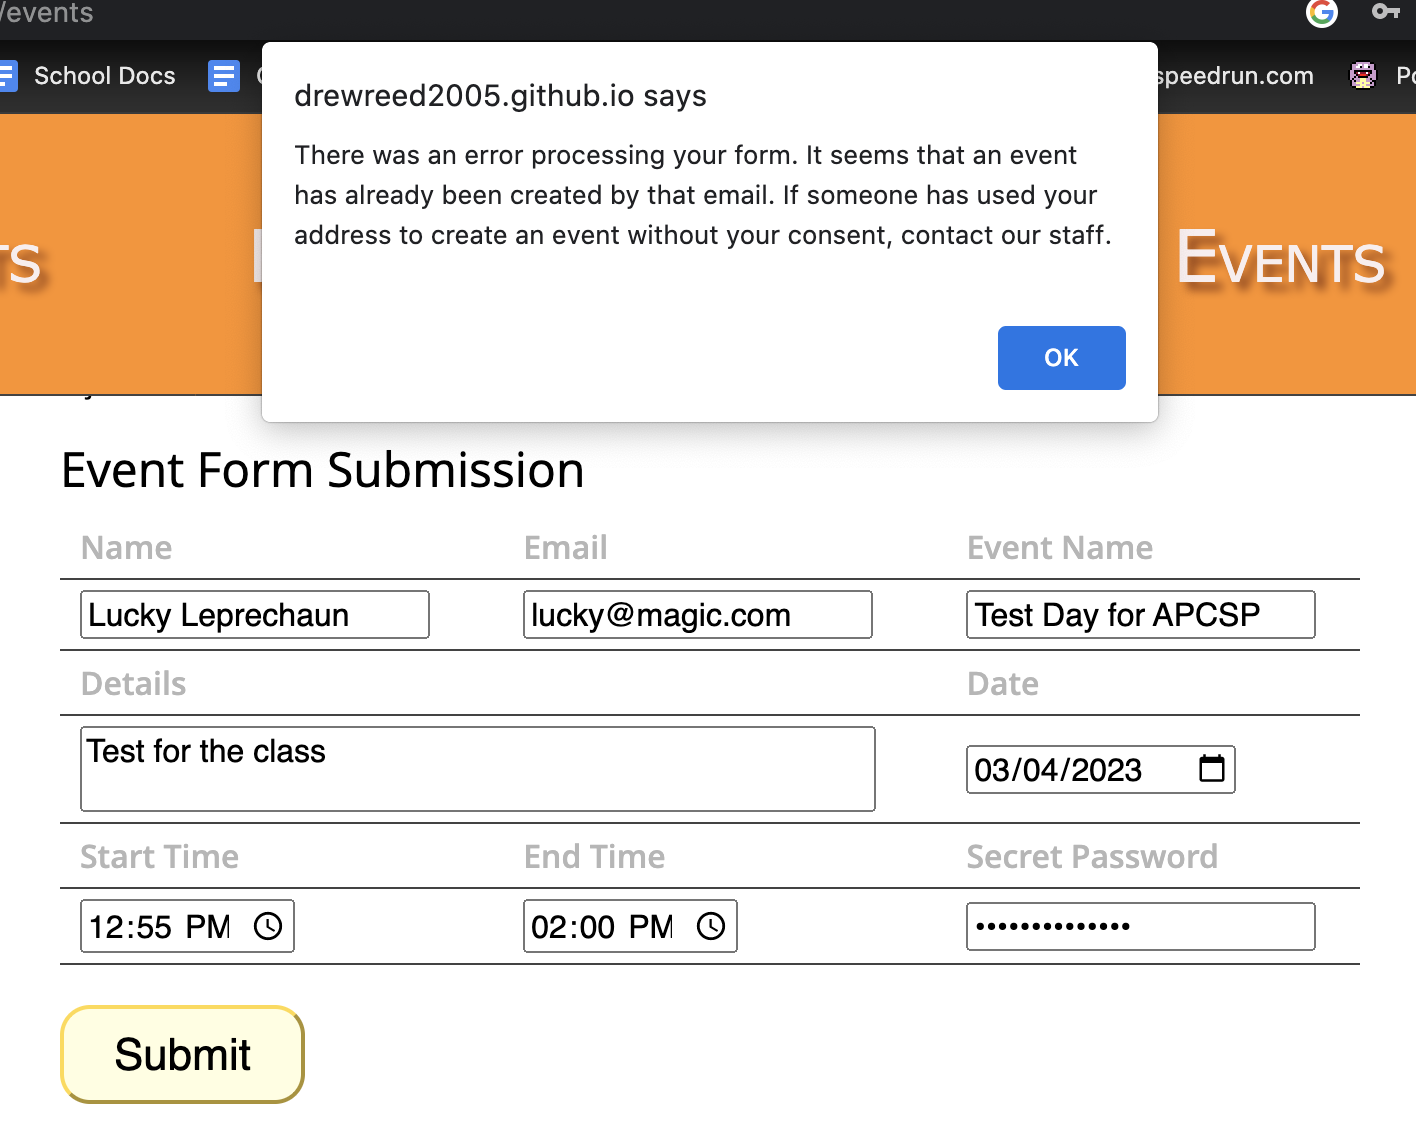 /events
School Docs
speedrun.com
drewreed2005.github.io says
There was an error processing your form. It seems that an event
has already been created by that email. If someone has used your
address to create an event without your consent, contact our staff.
OK
EVENTS
Event Form Submission
Name Email Event Name
Lucky Leprechaun lucky@magic.com Test Day for APCSP
Details Date
Test for the class 03/04/2023
Start Time End Time Secret Password
12:55 PM 02:00 PM ••••••••••••••
Submit